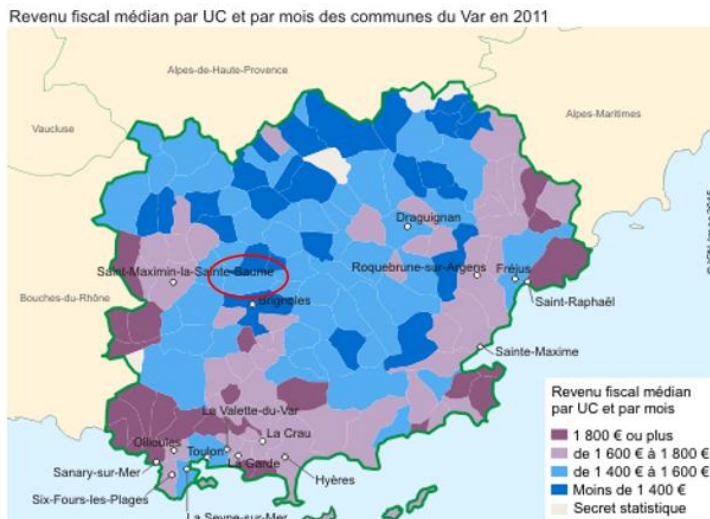 Revenu fiscal médian par UC et par mois des communes du Var en 2011
Alpes-de-Haute-Provence
Vaucluse
Alpes-Maritimes
Draguignan
Saint-Maximin-la-Sainte-Baume
Roquebrune-sur-Argens
Fréjus
Bouches-du-Rhône
Brignoles
Saint-Raphaël
Sainte-Maxime
La Valette-du-Var
La Crau
Ollioules
Toulon
La Garde
Sanary-sur-Mer
Hyères
Six-Fours-les-Plages
La Seyne-sur-Mer
Revenu fiscal médian
par UC et par mois
1 800 € ou plus
de 1 600 € à 1 800 €
de 1 400 € à 1 600 €
Moins de 1 400 €
Secret statistique